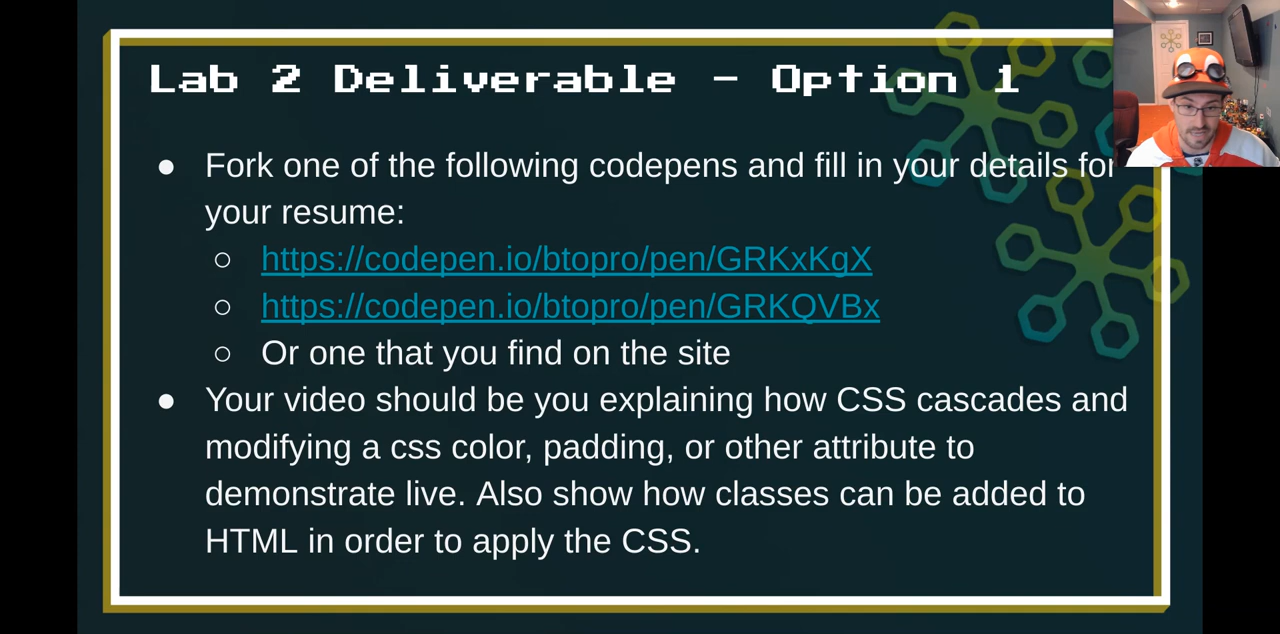 Lab 2 Deliverable - Option 1
● Fork one of the following codepens and fill in your details for
your resume:
○ https://codepen.io/btopro/pen/GRKxKgX
○ https://codepen.io/btopro/pen/GRKQVBx
○ Or one that you find on the site
● Your video should be you explaining how CSS cascades and
modifying a css color, padding, or other attribute to
demonstrate live. Also show how classes can be added to
HTML in order to apply the CSS.